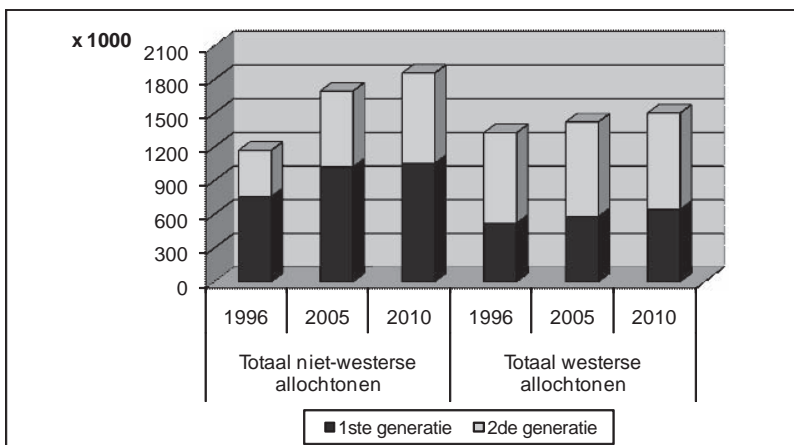 x 1000
2100
1800
1500
1200
900
600
300
0
1996 2005 2010 1996 2005 2010
Totaal niet-westerse allochtonen
Totaal westerse allochtonen
1ste generatie 2de generatie